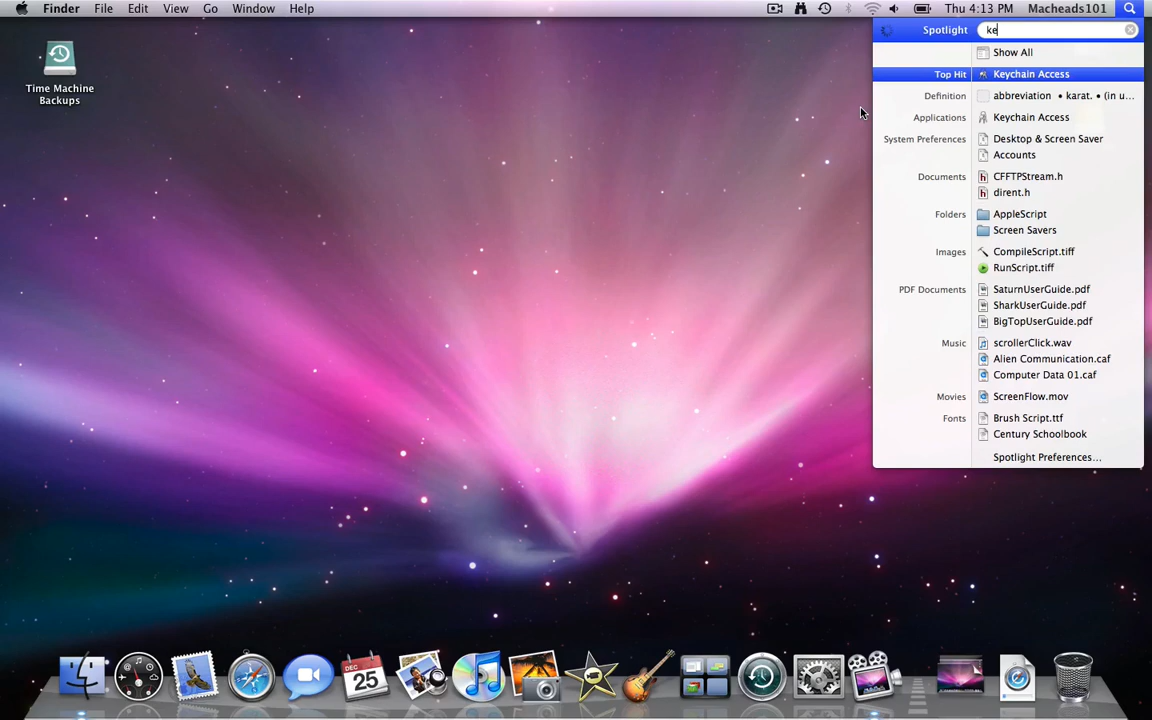 Finder File Edit View Go Window Help Thu 4:13 PM Macheads101
Spotlight ke
Time Machine
Backups
Show All
Top Hit Keychain Access
Definition abbreviation • karat. • (in u...
Applications Keychain Access
System Preferences Desktop & Screen Saver
Accounts
Documents CFFTPStream.h
dirent.h
Folders AppleScript
Screen Savers
Images CompileScript.tiff
RunScript.tiff
PDF Documents SaturnUserGuide.pdf
SharkUserGuide.pdf
BigTopUserGuide.pdf
Music scrollerClick.wav
Alien Communication.caf
Computer Data 01.caf
Movies ScreenFlow.mov
Fonts Brush Script.ttf
Century Schoolbook
Spotlight Preferences...
DEC
25